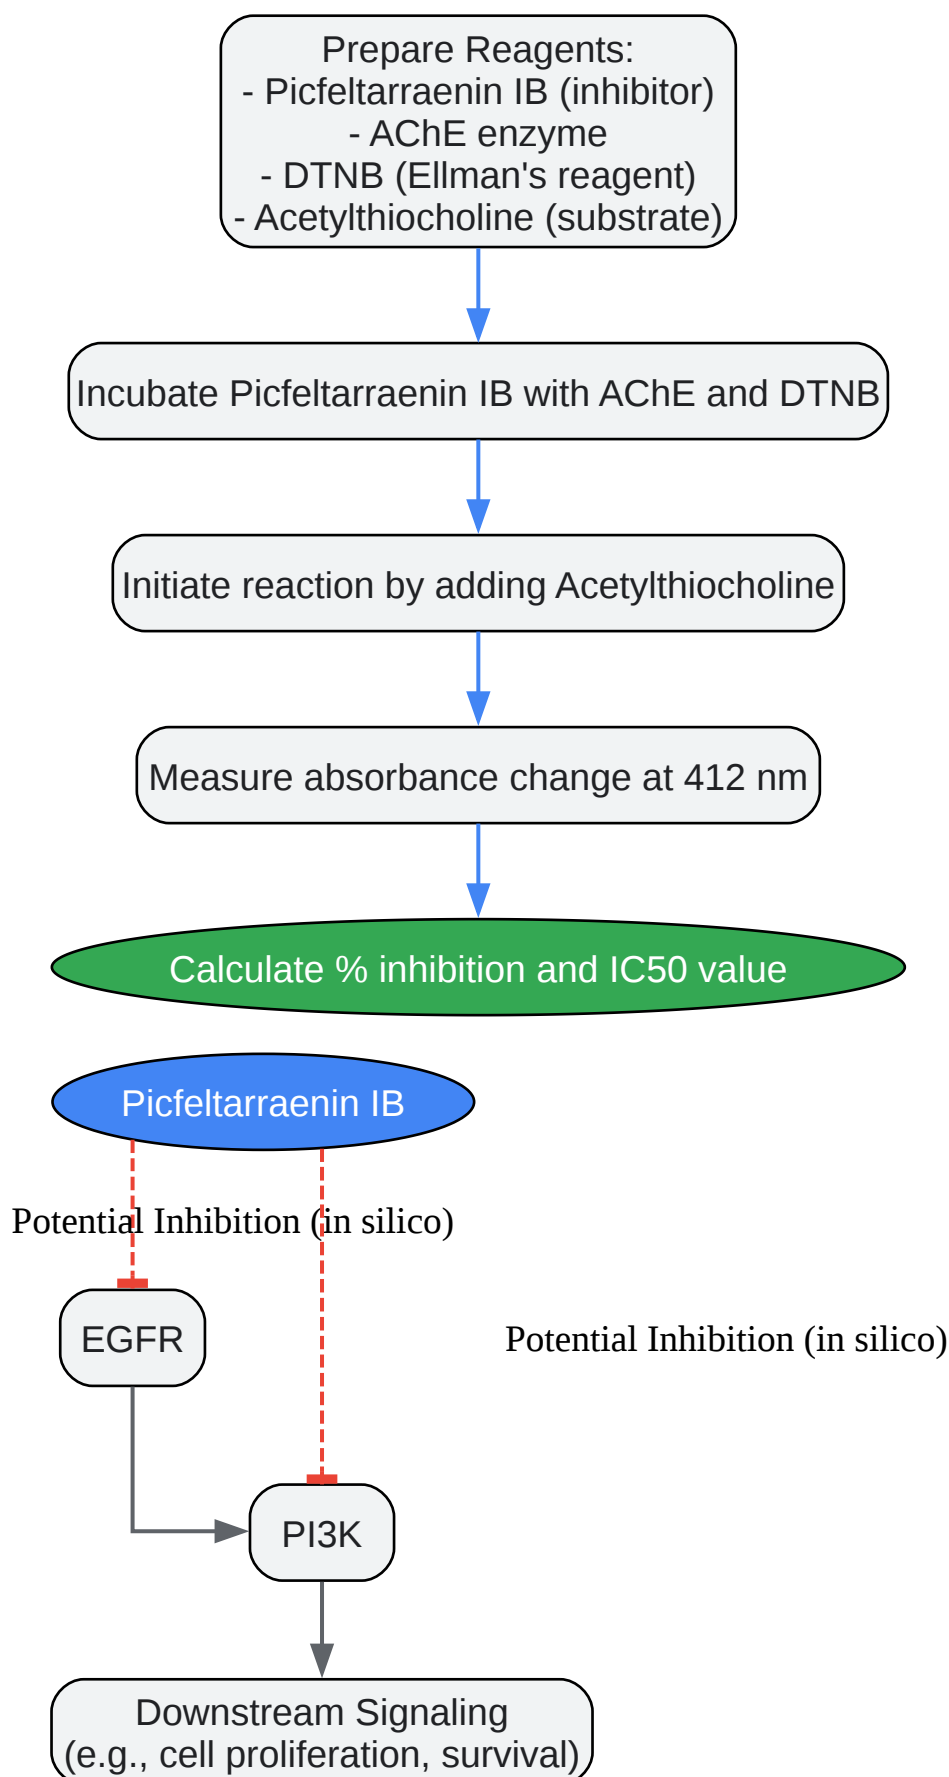 Prepare Reagents:
- Picfeltarraenin IB (inhibitor)
- AChE enzyme
- DTNB (Ellman's reagent)
- Acetylthiocholine (substrate)
Incubate Picfeltarraenin IB with AChE and DTNB
Initiate reaction by adding Acetylthiocholine
Measure absorbance change at 412 nm
Calculate % inhibition and IC50 value
Picfeltarraenin IB
Potential Inhibition (in silico)
EGFR
Potential Inhibition (in silico)
PI3K
Downstream Signaling
(e.g., cell proliferation, survival)